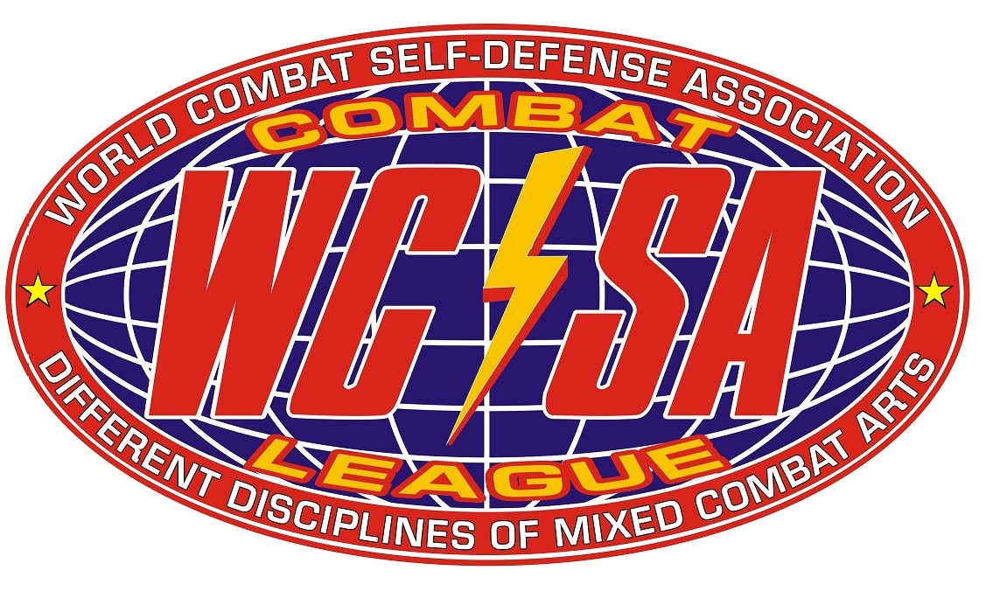 WORLD COMBAT SELF-DEFENSE ASSOCIATION
COMBAT
WCSA
LEAGUE
DIFFERENT DISCIPLINES OF MIXED COMBAT ARTS